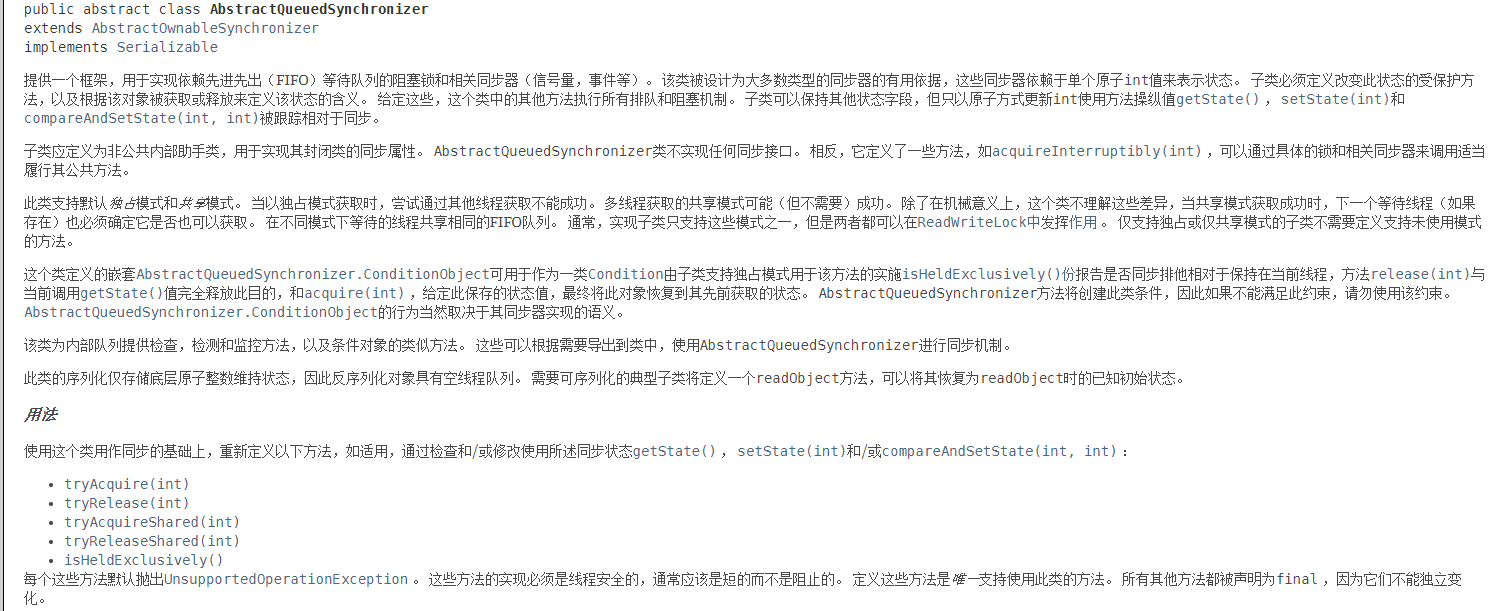 public abstract class AbstractQueuedSynchronizer
extends AbstractOwnableSynchronizer
implements Serializable
提供一个框架，用于实现依赖先进先出（FIFO）等待队列的阻塞锁和相关同步器（信号量，事件等）。 该类被设计为大多数类型的同步器的有用依据，这些同步器依赖于单个原子int值来表示状态。 子类必须定义改变此状态的受保护方
法，以及根据该对象被获取或释放来定义该状态的含义。 给定这些，这个类中的其他方法执行所有排队和阻塞机制。 子类可以保持其他状态字段，但只以原子方式更新int使用方法操纵值getState() ， setState(int)和
compareAndSetState(int, int)被跟踪相对于同步。
子类应定义为非公共内部助手类，用于实现其封闭类的同步属性。 AbstractQueuedSynchronizer类不实现任何同步接口。 相反，它定义了一些方法，如acquireInterruptibly(int) ，可以通过具体的锁和相关同步器来调用适当
履行其公共方法。
此类支持默认独占模式和共享模式。 当以独占模式获取时，尝试通过其他线程获取不能成功。 多线程获取的共享模式可能（但不需要）成功。 除了在机械意义上，这个类不理解这些差异，当共享模式获取成功时，下一个等待线程（如果
存在）也必须确定它是否也可以获取。 在不同模式下等待的线程共享相同的FIFO队列。 通常，实现子类只支持这些模式之一，但是两者都可以在ReadWriteLock中发挥作用 。 仅支持独占或仅共享模式的子类不需要定义支持未使用模式
的方法。
这个类定义的嵌套AbstractQueuedSynchronizer.ConditionObject可用于作为一类Condition由子类支持独占模式用于该方法的实施isHeldExclusively()份报告是否同步排他相对于保持在当前线程，方法release(int)与
当前调用getState()值完全释放此目的，和acquire(int) ，给定此保存的状态值，最终将此对象恢复到其先前获取的状态。 AbstractQueuedSynchronizer方法将创建此类条件，因此如果不能满足此约束，请勿使用该约束。
AbstractQueuedSynchronizer.ConditionObject的行为当然取决于其同步器实现的语义。
该类为内部队列提供检查，检测和监控方法，以及条件对象的类似方法。 这些可以根据需要导出到类中，使用AbstractQueuedSynchronizer进行同步机制。
此类的序列化仅存储底层原子整数维持状态，因此反序列化对象具有空线程队列。 需要可序列化的典型子类将定义一个readObject方法，可以将其恢复为readObject时的已知初始状态。
用法
使用这个类用作同步的基础上，重新定义以下方法，如适用，通过检查和/或修改使用所述同步状态getState() ， setState(int)和/或compareAndSetState(int, int) ：
• tryAcquire(int)
• tryRelease(int)
• tryAcquireShared(int)
• tryReleaseShared(int)
• isHeldExclusively()
每个这些方法默认抛出UnsupportedOperationException 。 这些方法的实现必须是线程安全的，通常应该是短的而不是阻止的。 定义这些方法是唯一支持使用此类的方法。 所有其他方法都被声明为final ，因为它们不能独立变
化。